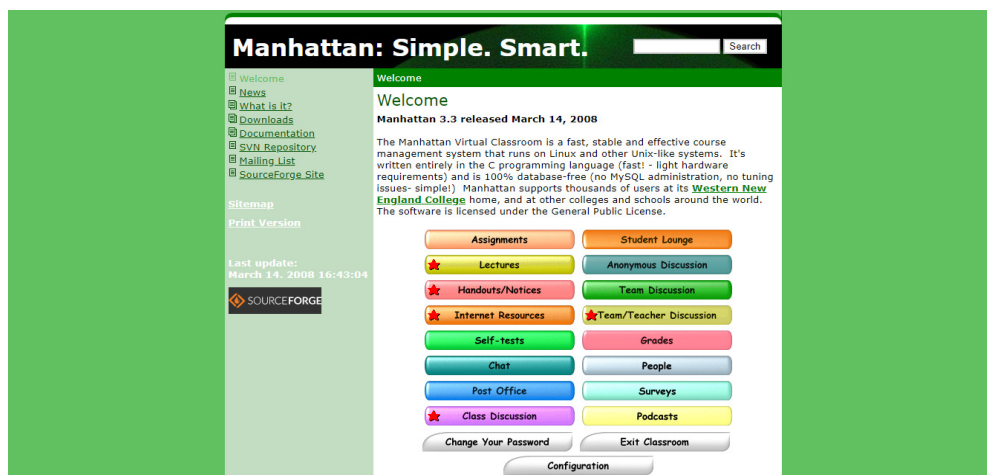 Manhattan: Simple. Smart.
Search
Welcome
News
What is it?
Downloads
Documentation
SVN Repository
Mailing List
SourceForge Site
Sitemap
Print Version
Last update:
March 14. 2008 16:43:04
SOURCEFORGE
Welcome
Welcome
Manhattan 3.3 released March 14, 2008
The Manhattan Virtual Classroom is a fast, stable and effective course
management system that runs on Linux and other Unix-like systems. It's
written entirely in the C programming language (fast! - light hardware
requirements) and is 100% database-free (no MySQL administration, no tuning
issues- simple!) Manhattan supports thousands of users at its Western New
England College home, and at other colleges and schools around the world.
The software is licensed under the General Public License.
Assignments
Student Lounge
Lectures
Anonymous Discussion
Handouts/Notices
Team Discussion
Internet Resources
Team/Teacher Discussion
Self-tests
Grades
Chat
People
Post Office
Surveys
Class Discussion
Podcasts
Change Your Password
Exit Classroom
Configuration